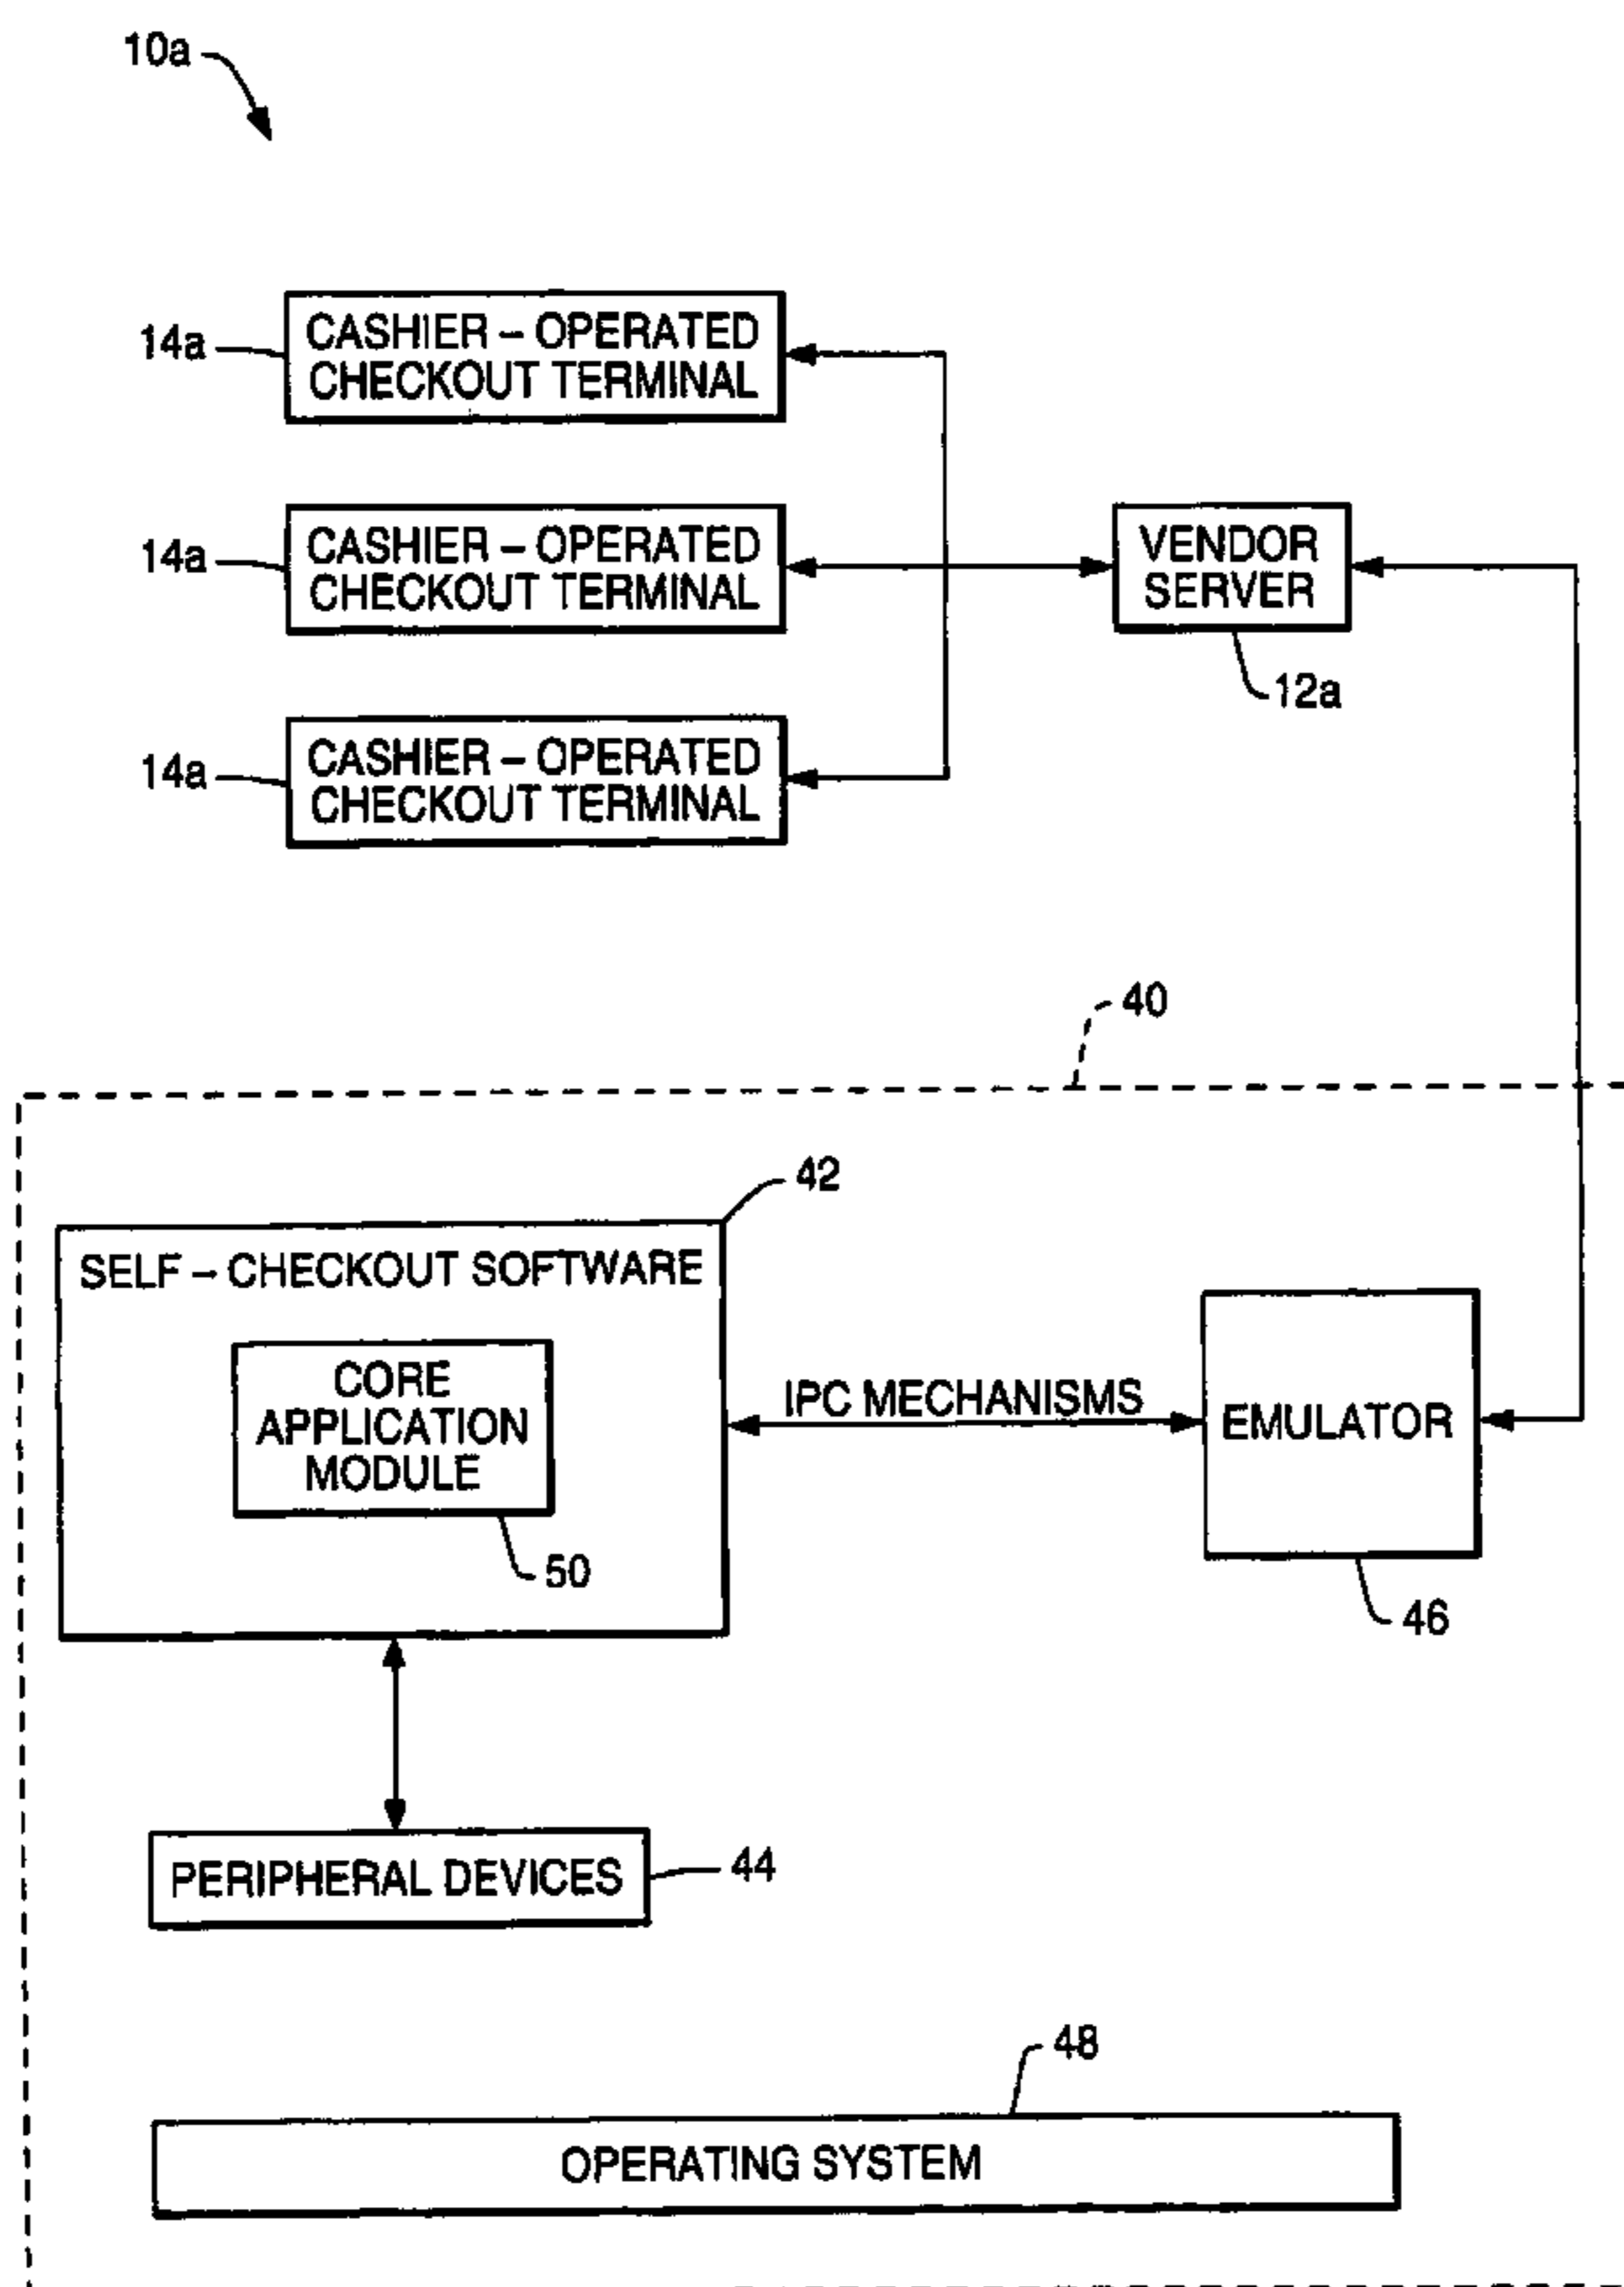 10a
14a
CASHIER – OPERATED
CHECKOUT TERMINAL
14a
CASHIER – OPERATED
CHECKOUT TERMINAL
VENDOR
SERVER
12a
14a
CASHIER – OPERATED
CHECKOUT TERMINAL
40
42
SELF – CHECKOUT SOFTWARE
CORE
APPLICATION
MODULE
50
IPC MECHANISMS
EMULATOR
46
PERIPHERAL DEVICES
44
48
OPERATING SYSTEM